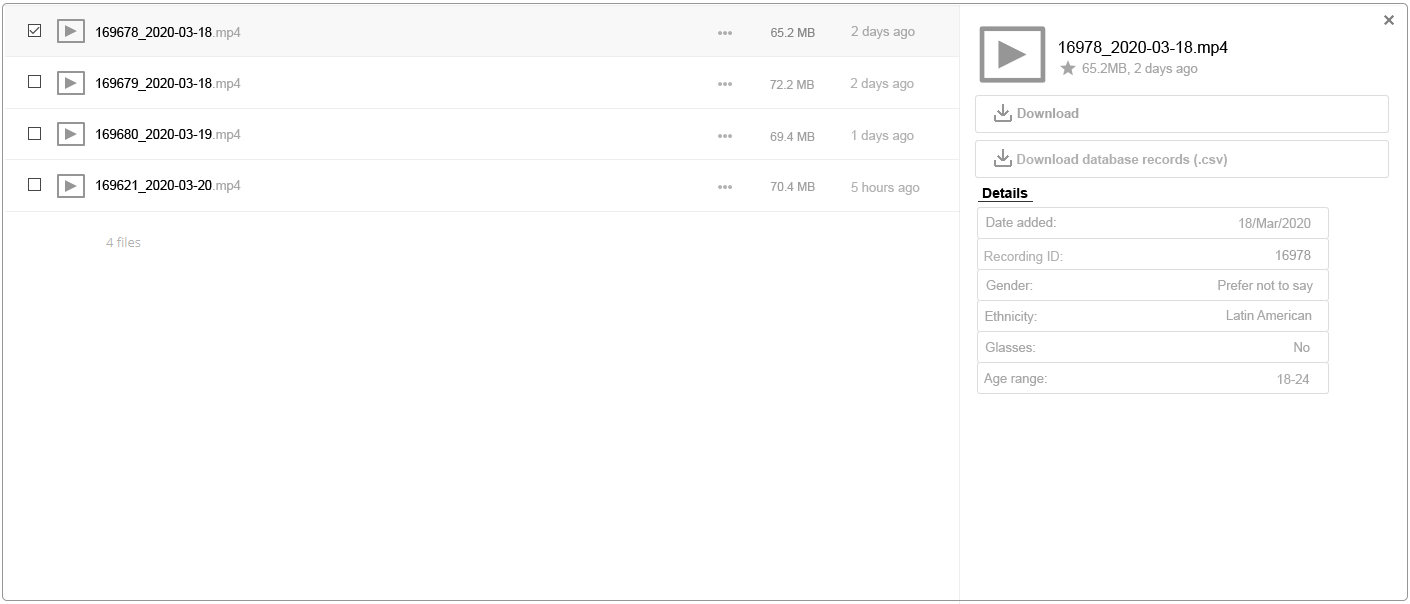 169678_2020-03-18.mp4 ••• 65.2 MB 2 days ago
169679_2020-03-18.mp4 ••• 72.2 MB 2 days ago
169680_2020-03-19.mp4 ••• 69.4 MB 1 days ago
169621_2020-03-20.mp4 ••• 70.4 MB 5 hours ago
4 files
16978_2020-03-18.mp4
65.2MB, 2 days ago
Download
Download database records (.csv)
Details
Date added: 18/Mar/2020
Recording ID: 16978
Gender: Prefer not to say
Ethnicity: Latin American
Glasses: No
Age range: 18-24